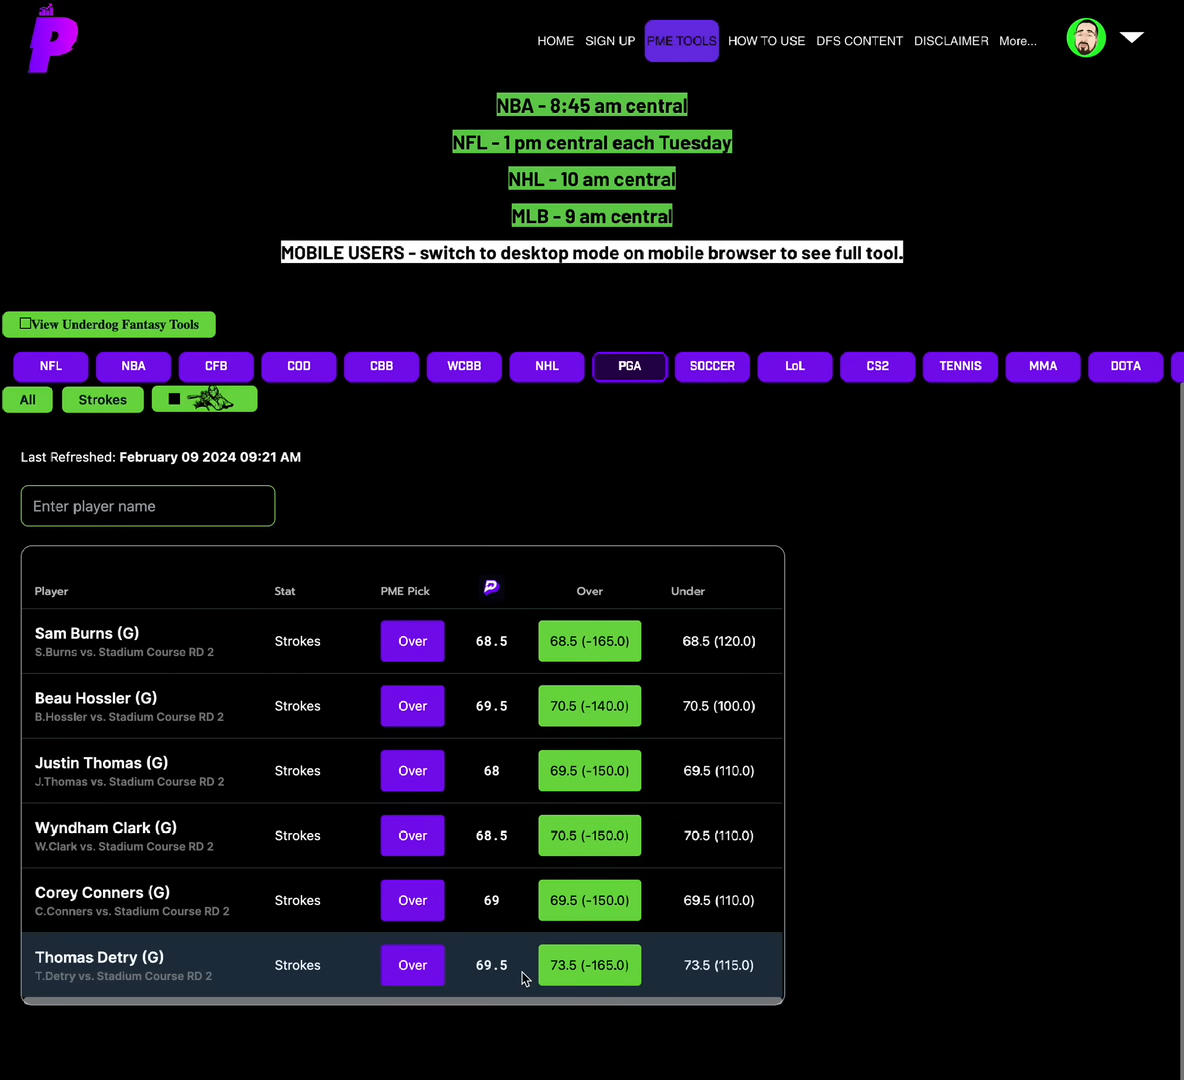 P
HOME SIGN UP PME TOOLS HOW TO USE DFS CONTENT DISCLAIMER More...
NBA - 8:45 am central
NFL - 1 pm central each Tuesday
NHL - 10 am central
MLB - 9 am central
MOBILE USERS - switch to desktop mode on mobile browser to see full tool.
View Underdog Fantasy Tools
NFL NBA CFB COD CBB WCBB NHL PGA SOCCER LoL CS2 TENNIS MMA DOTA
All Strokes
Last Refreshed: February 09 2024 09:21 AM
Enter player name
Player Stat PME Pick P Over Under
Sam Burns (G)
S.Burns vs. Stadium Course RD 2
Strokes Over 68.5 68.5 (-165.0) 68.5 (120.0)
Beau Hossler (G)
B.Hossler vs. Stadium Course RD 2
Strokes Over 69.5 70.5 (-140.0) 70.5 (100.0)
Justin Thomas (G)
J.Thomas vs. Stadium Course RD 2
Strokes Over 68 69.5 (-150.0) 69.5 (110.0)
Wyndham Clark (G)
W.Clark vs. Stadium Course RD 2
Strokes Over 68.5 70.5 (-150.0) 70.5 (110.0)
Corey Conners (G)
C.Conners vs. Stadium Course RD 2
Strokes Over 69 69.5 (-150.0) 69.5 (110.0)
Thomas Detry (G)
T.Detry vs. Stadium Course RD 2
Strokes Over 69.5 73.5 (-165.0) 73.5 (115.0)